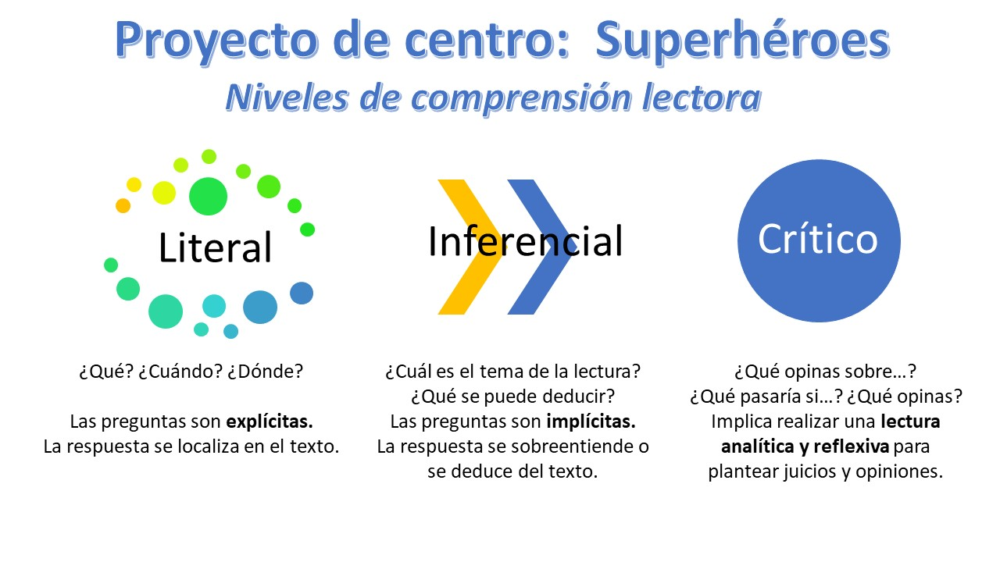 Proyecto de centro: Superhéroes
Niveles de comprensión lectora
Literal
¿Qué? ¿Cuándo? ¿Dónde?
Las preguntas son explícitas.
La respuesta se localiza en el texto.
Inferencial
¿Cuál es el tema de la lectura?
¿Qué se puede deducir?
Las preguntas son implícitas.
La respuesta se sobreentiende o
se deduce del texto.
Crítico
¿Qué opinas sobre...?
¿Qué pasaría si...? ¿Qué opinas?
Implica realizar una lectura
analítica y reflexiva para
plantear juicios y opiniones.